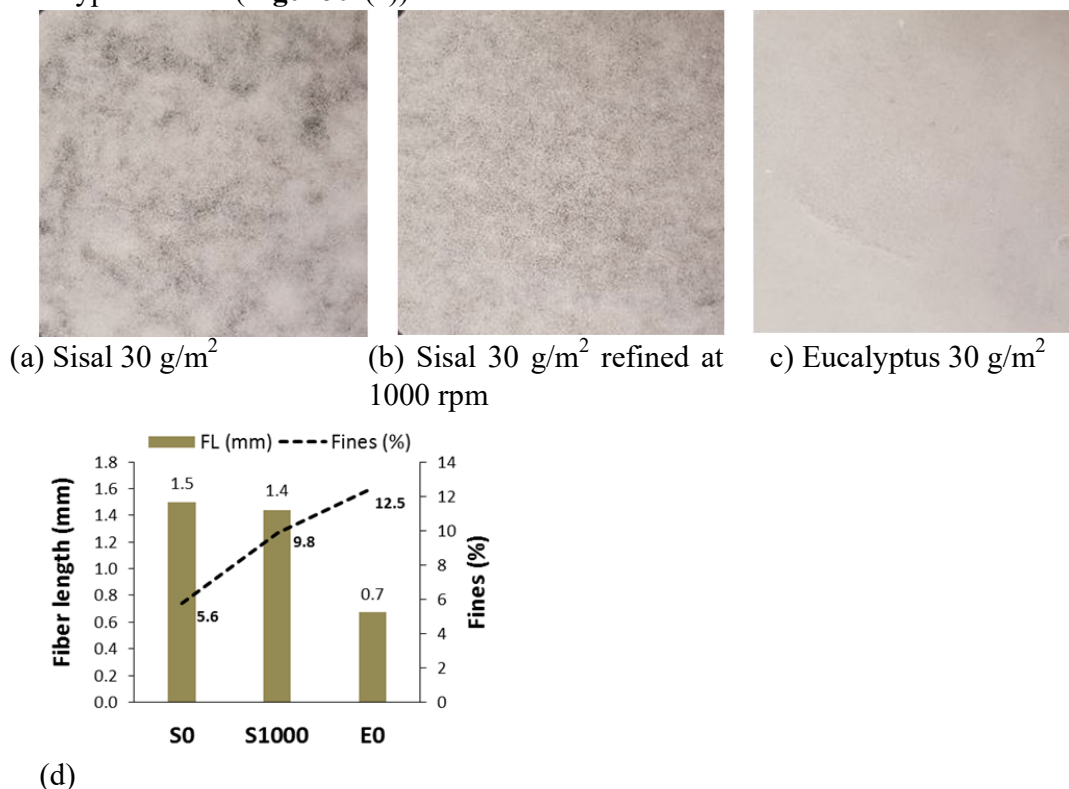 (a) Sisal 30 g/m²
(b) Sisal 30 g/m² refined at
1000 rpm
c) Eucalyptus 30 g/m²
FL (mm) Fines (%)
1.8
1.6
1.4
1.2
1.0
0.8
0.6
0.4
0.2
0.0
Fiber length (mm)
1.5
1.4
0.7
5.6
9.8
12.5
14
12
10
8
6
4
2
0
Fines (%)
S0 S1000 E0
(d)